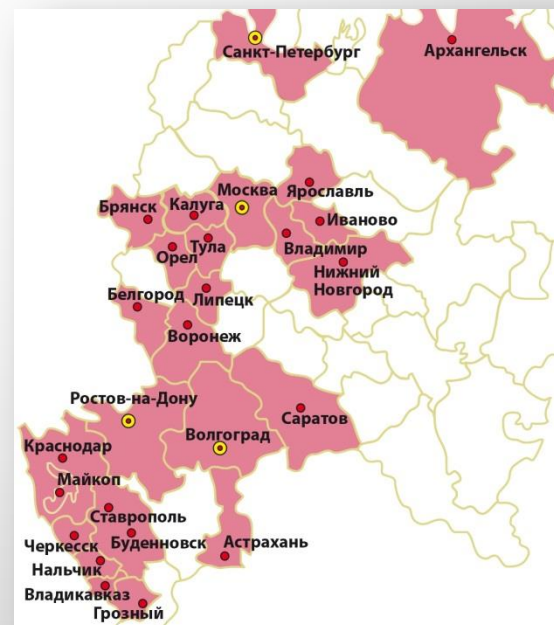 Санкт-Петербург
Архангельск
Москва
Ярославль
Брянск
Калуга
Иваново
Владимир
Орел
Тула
Нижний
Новгород
Белгород
Липецк
Воронеж
Ростов-на-Дону
Саратов
Волгоград
Краснодар
Майкоп
Ставрополь
Черкесск
Буденновск
Астрахань
Нальчик
Владикавказ
Грозный